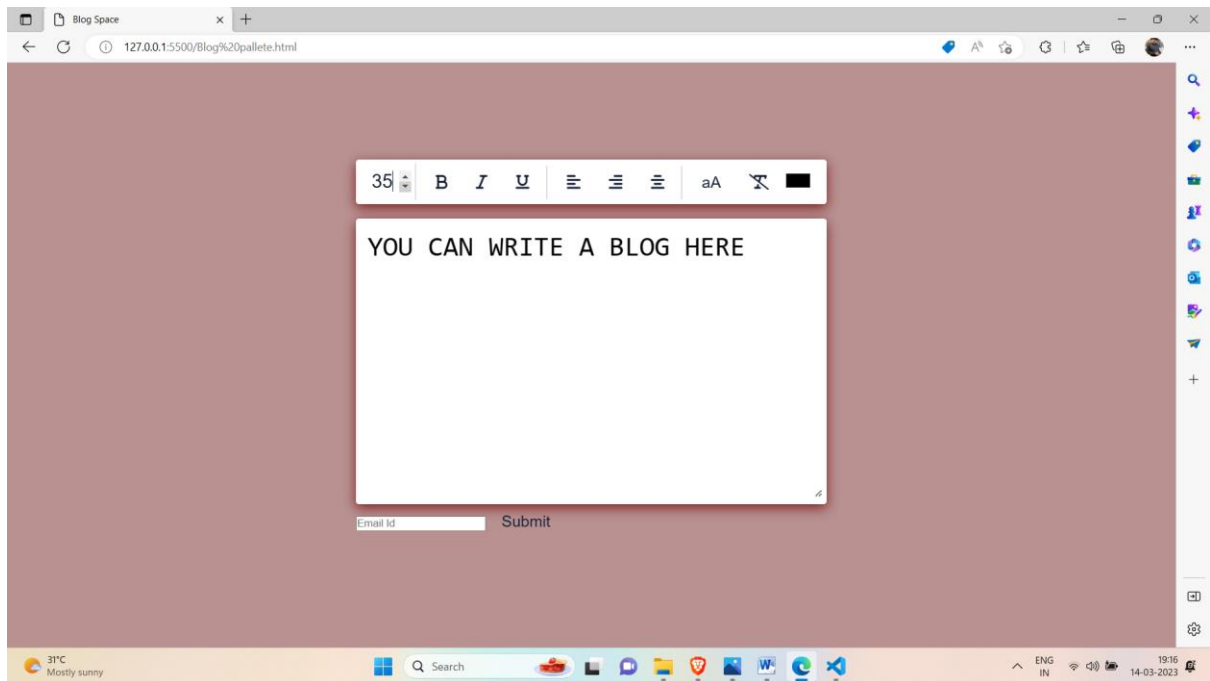 Blog Space
127.0.0.1:5500/Blog%20pallete.html
35 B I U aA T
YOU CAN WRITE A BLOG HERE
Email Id Submit
31°C
Mostly sunny
Search
ENG
IN
19:16
14-03-2023